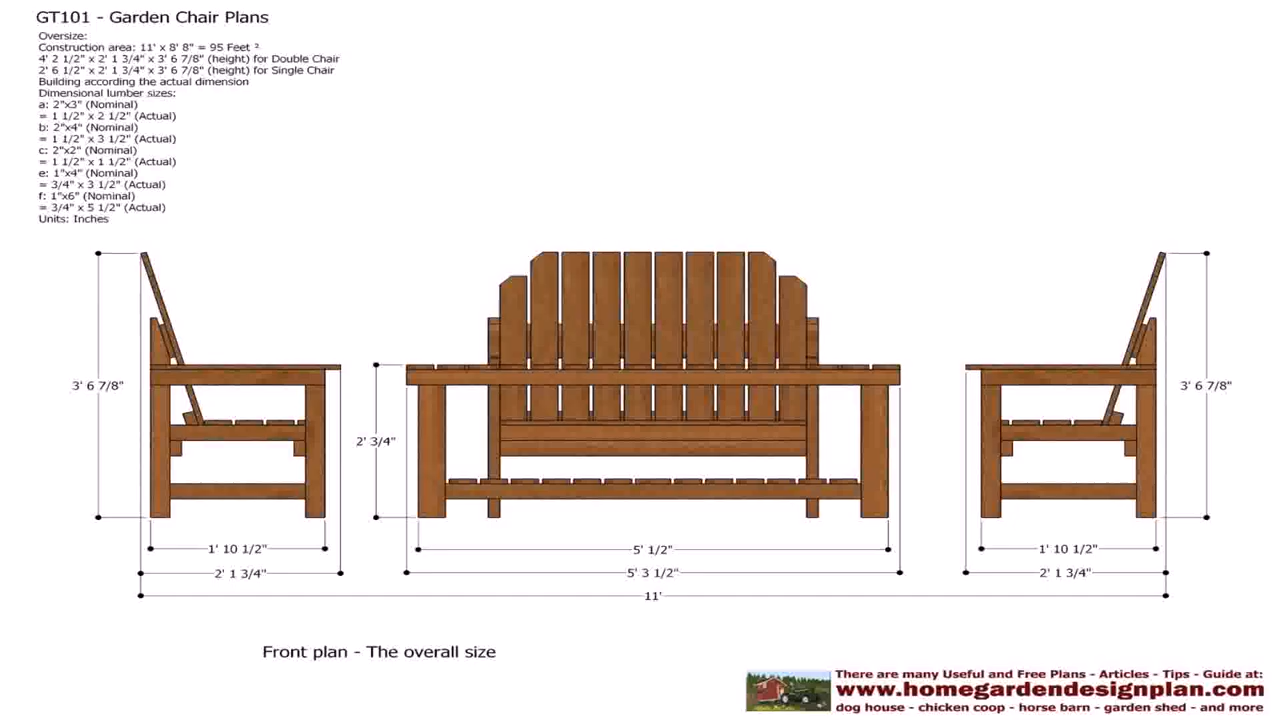 GT101 - Garden Chair Plans
Oversize:
Construction area: 11' x 8' 8" = 95 Feet ²
4' 2 1/2" x 2' 1 3/4" x 3' 6 7/8" (height) for Double Chair
2' 6 1/2" x 2' 1 3/4" x 3' 6 7/8" (height) for Single Chair
Building according the actual dimension
Dimensional lumber sizes:
a: 2"x3" (Nominal)
= 1 1/2" x 2 1/2" (Actual)
b: 2"x4" (Nominal)
= 1 1/2" x 3 1/2" (Actual)
c: 2"x2" (Nominal)
= 1 1/2" x 1 1/2" (Actual)
e: 1"x4" (Nominal)
= 3/4" x 3 1/2" (Actual)
f: 1"x6" (Nominal)
= 3/4" x 5 1/2" (Actual)
Units: Inches
3' 6 7/8"
2' 3/4"
3' 6 7/8"
1' 10 1/2"
5' 1/2"
1' 10 1/2"
2' 1 3/4"
5' 3 1/2"
2' 1 3/4"
11'
Front plan - The overall size
There are many Useful and Free Plans - Articles - Tips - Guide at:
www.homegardendesignplan.com
dog house - chicken coop - horse barn - garden shed - and more